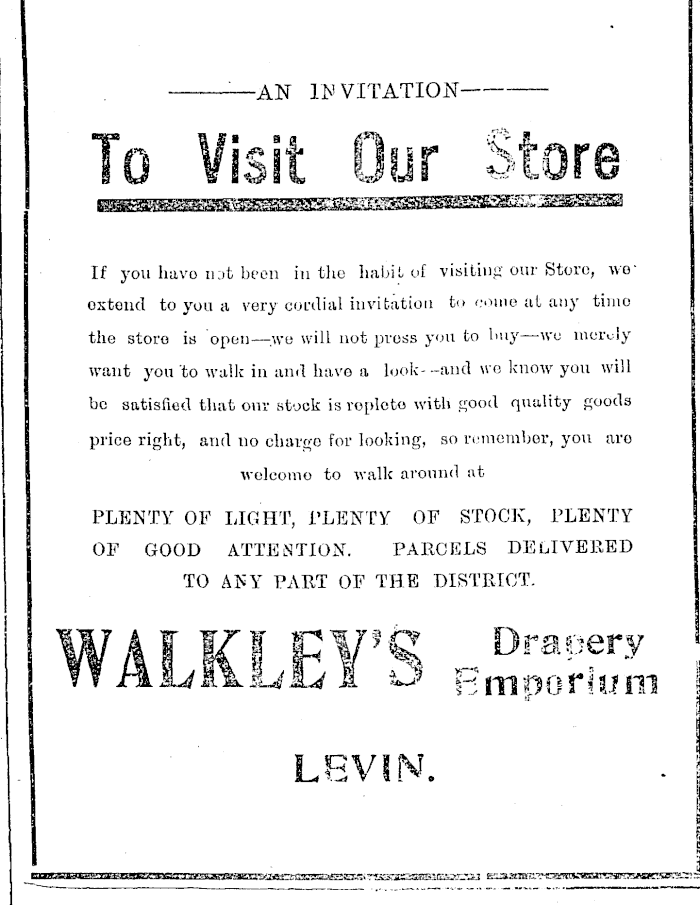 AN INVITATION
To Visit Our Store
If you have not been in the habit of visiting our Store, we
extend to you a very cordial invitation to come at any time
the store is open—we will not press you to buy—we merely
want you to walk in and have a look--and we know you will
be satisfied that our stock is replete with good quality goods
price right, and no charge for looking, so remember, you are
welcome to walk around at
PLENTY OF LIGHT, PLENTY OF STOCK, PLENTY
OF GOOD ATTENTION. PARCELS DELIVERED
TO ANY PART OF THE DISTRICT.
WALKLEY'S Drapery
Emporium
LEVIN.